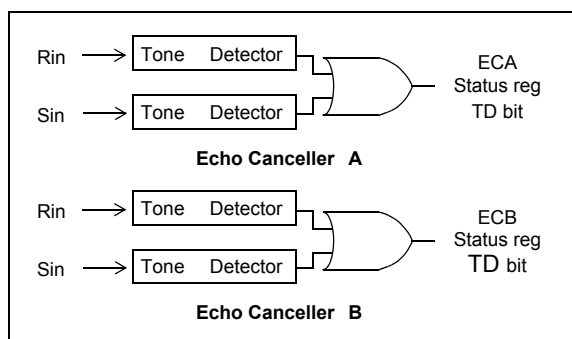 Rin
Tone Detector
Sin
Tone Detector
ECA
Status reg
TD bit
Echo Canceller A
Rin
Tone Detector
Sin
Tone Detector
ECB
Status reg
TD bit
Echo Canceller B